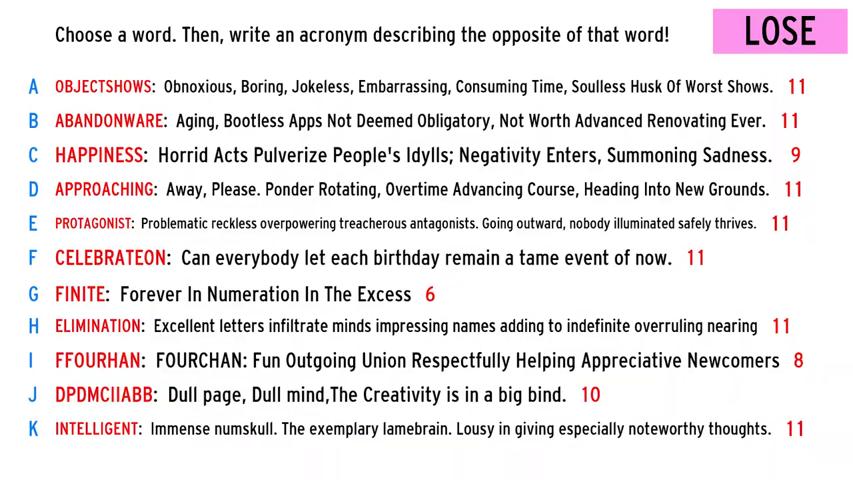 Choose a word. Then, write an acronym describing the opposite of that word!
LOSE
A OBJECTSHOWS: Obnoxious, Boring, Jokeless, Embarrassing, Consuming Time, Soulless Husk Of Worst Shows. 11
B ABANDONWARE: Aging, Bootless Apps Not Deemed Obligatory, Not Worth Advanced Renovating Ever. 11
C HAPPINESS: Horrid Acts Pulverize People's Idylls; Negativity Enters, Summoning Sadness. 9
D APPROACHING: Away, Please. Ponder Rotating, Overtime Advancing Course, Heading Into New Grounds. 11
E PROTAGONIST: Problematic reckless overpowering treacherous antagonists. Going outward, nobody illuminated safely thrives. 11
F CELEBRATEON: Can everybody let each birthday remain a tame event of now. 11
G FINITE: Forever In Numeration In The Excess 6
H ELIMINATION: Excellent letters infiltrate minds impressing names adding to indefinite overruling nearing 11
I FFOURHAN: FOURCHAN: Fun Outgoing Union Respectfully Helping Appreciative Newcomers 8
J DPDMCIIABB: Dull page, Dull mind,The Creativity is in a big bind. 10
K INTELLIGENT: Immense numskull. The exemplary lamebrain. Lousy in giving especially noteworthy thoughts. 11